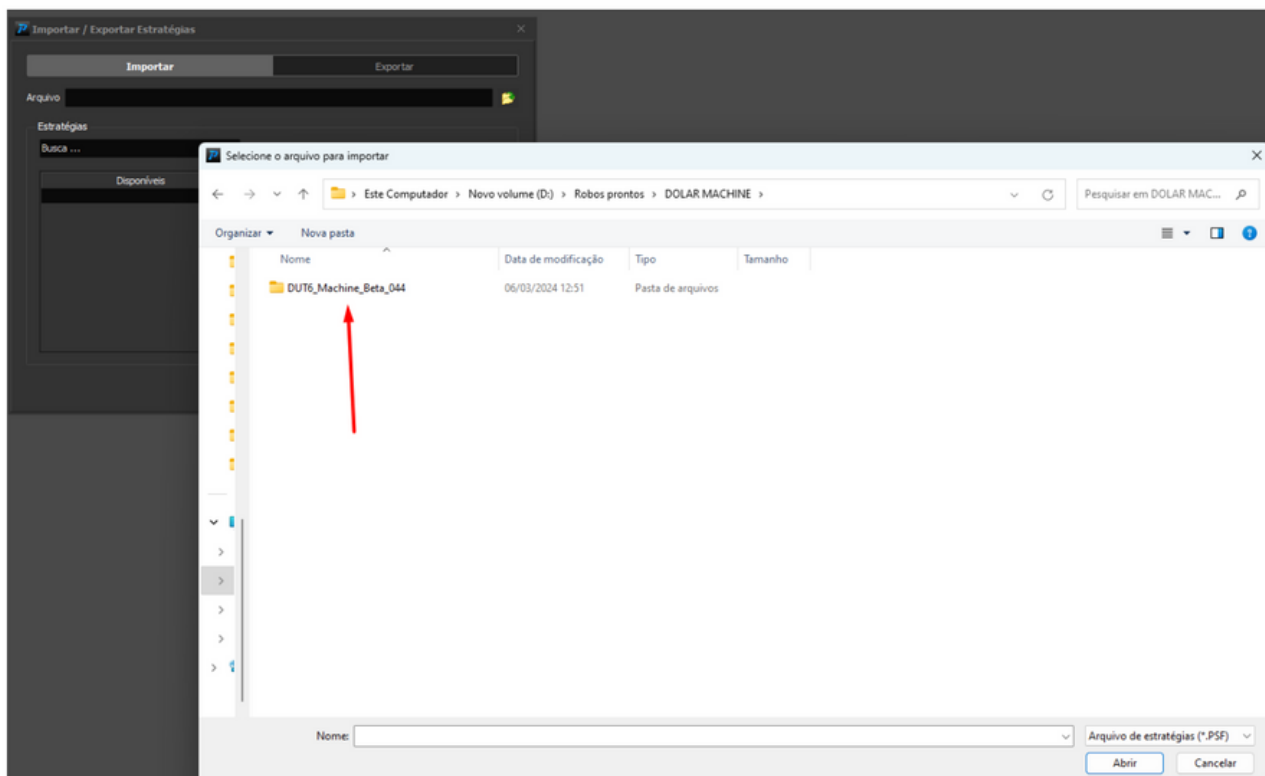 Importar / Exportar Estratégias
Importar Exportar
Arquivo
Estratégias
Busca ...
Disponíveis
Selecione o arquivo para importar
Este Computador > Novo volume (D:) > Robos prontos > DOLAR MACHINE >
Pesquisar em DOLAR MAC...
Organizar Nova pasta
Nome Data de modificação Tipo Tamanho
DUT6_Machine_Beta_044 06/03/2024 12:51 Pasta de arquivos
Nome: Arquivo de estratégias (*.PSF)
Abrir Cancelar